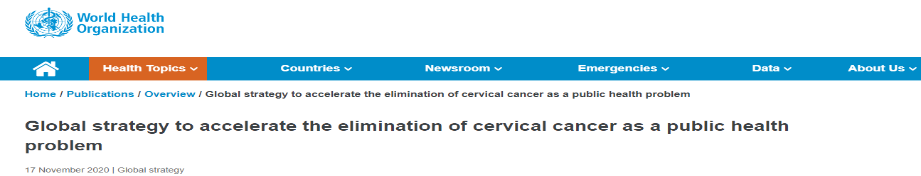 World Health
Organization
Health Topics Countries Newsroom Emergencies Data About Us
Home / Publications / Overview / Global strategy to accelerate the elimination of cervical cancer as a public health problem
Global strategy to accelerate the elimination of cervical cancer as a public health
problem
17 November 2020 | Global strategy